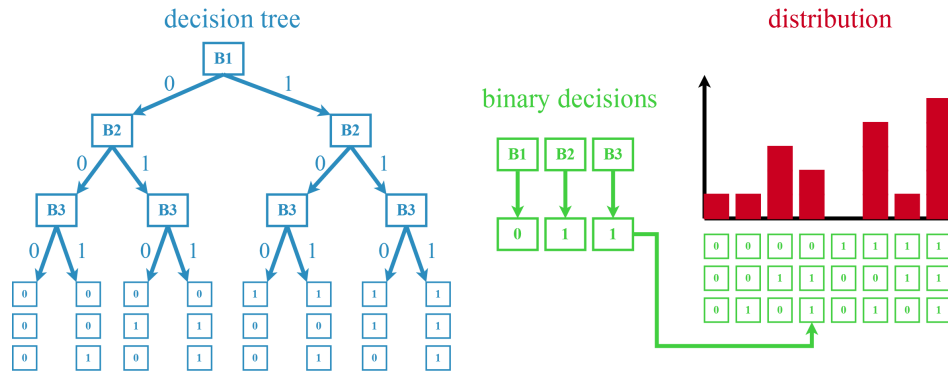 decision tree
B1
0 1
B2 B2
0 1 0 1
B3 B3 B3 B3
0 1 0 1 0 1 0 1
0 0 0 0 1 1 1 1
0 0 1 1 0 0 1 1
0 1 0 1 0 1 0 1
binary decisions
B1 B2 B3
0 1 1
distribution
0 0 0 0 1 1 1 1
0 0 1 1 0 0 1 1
0 1 0 1 0 1 0 1